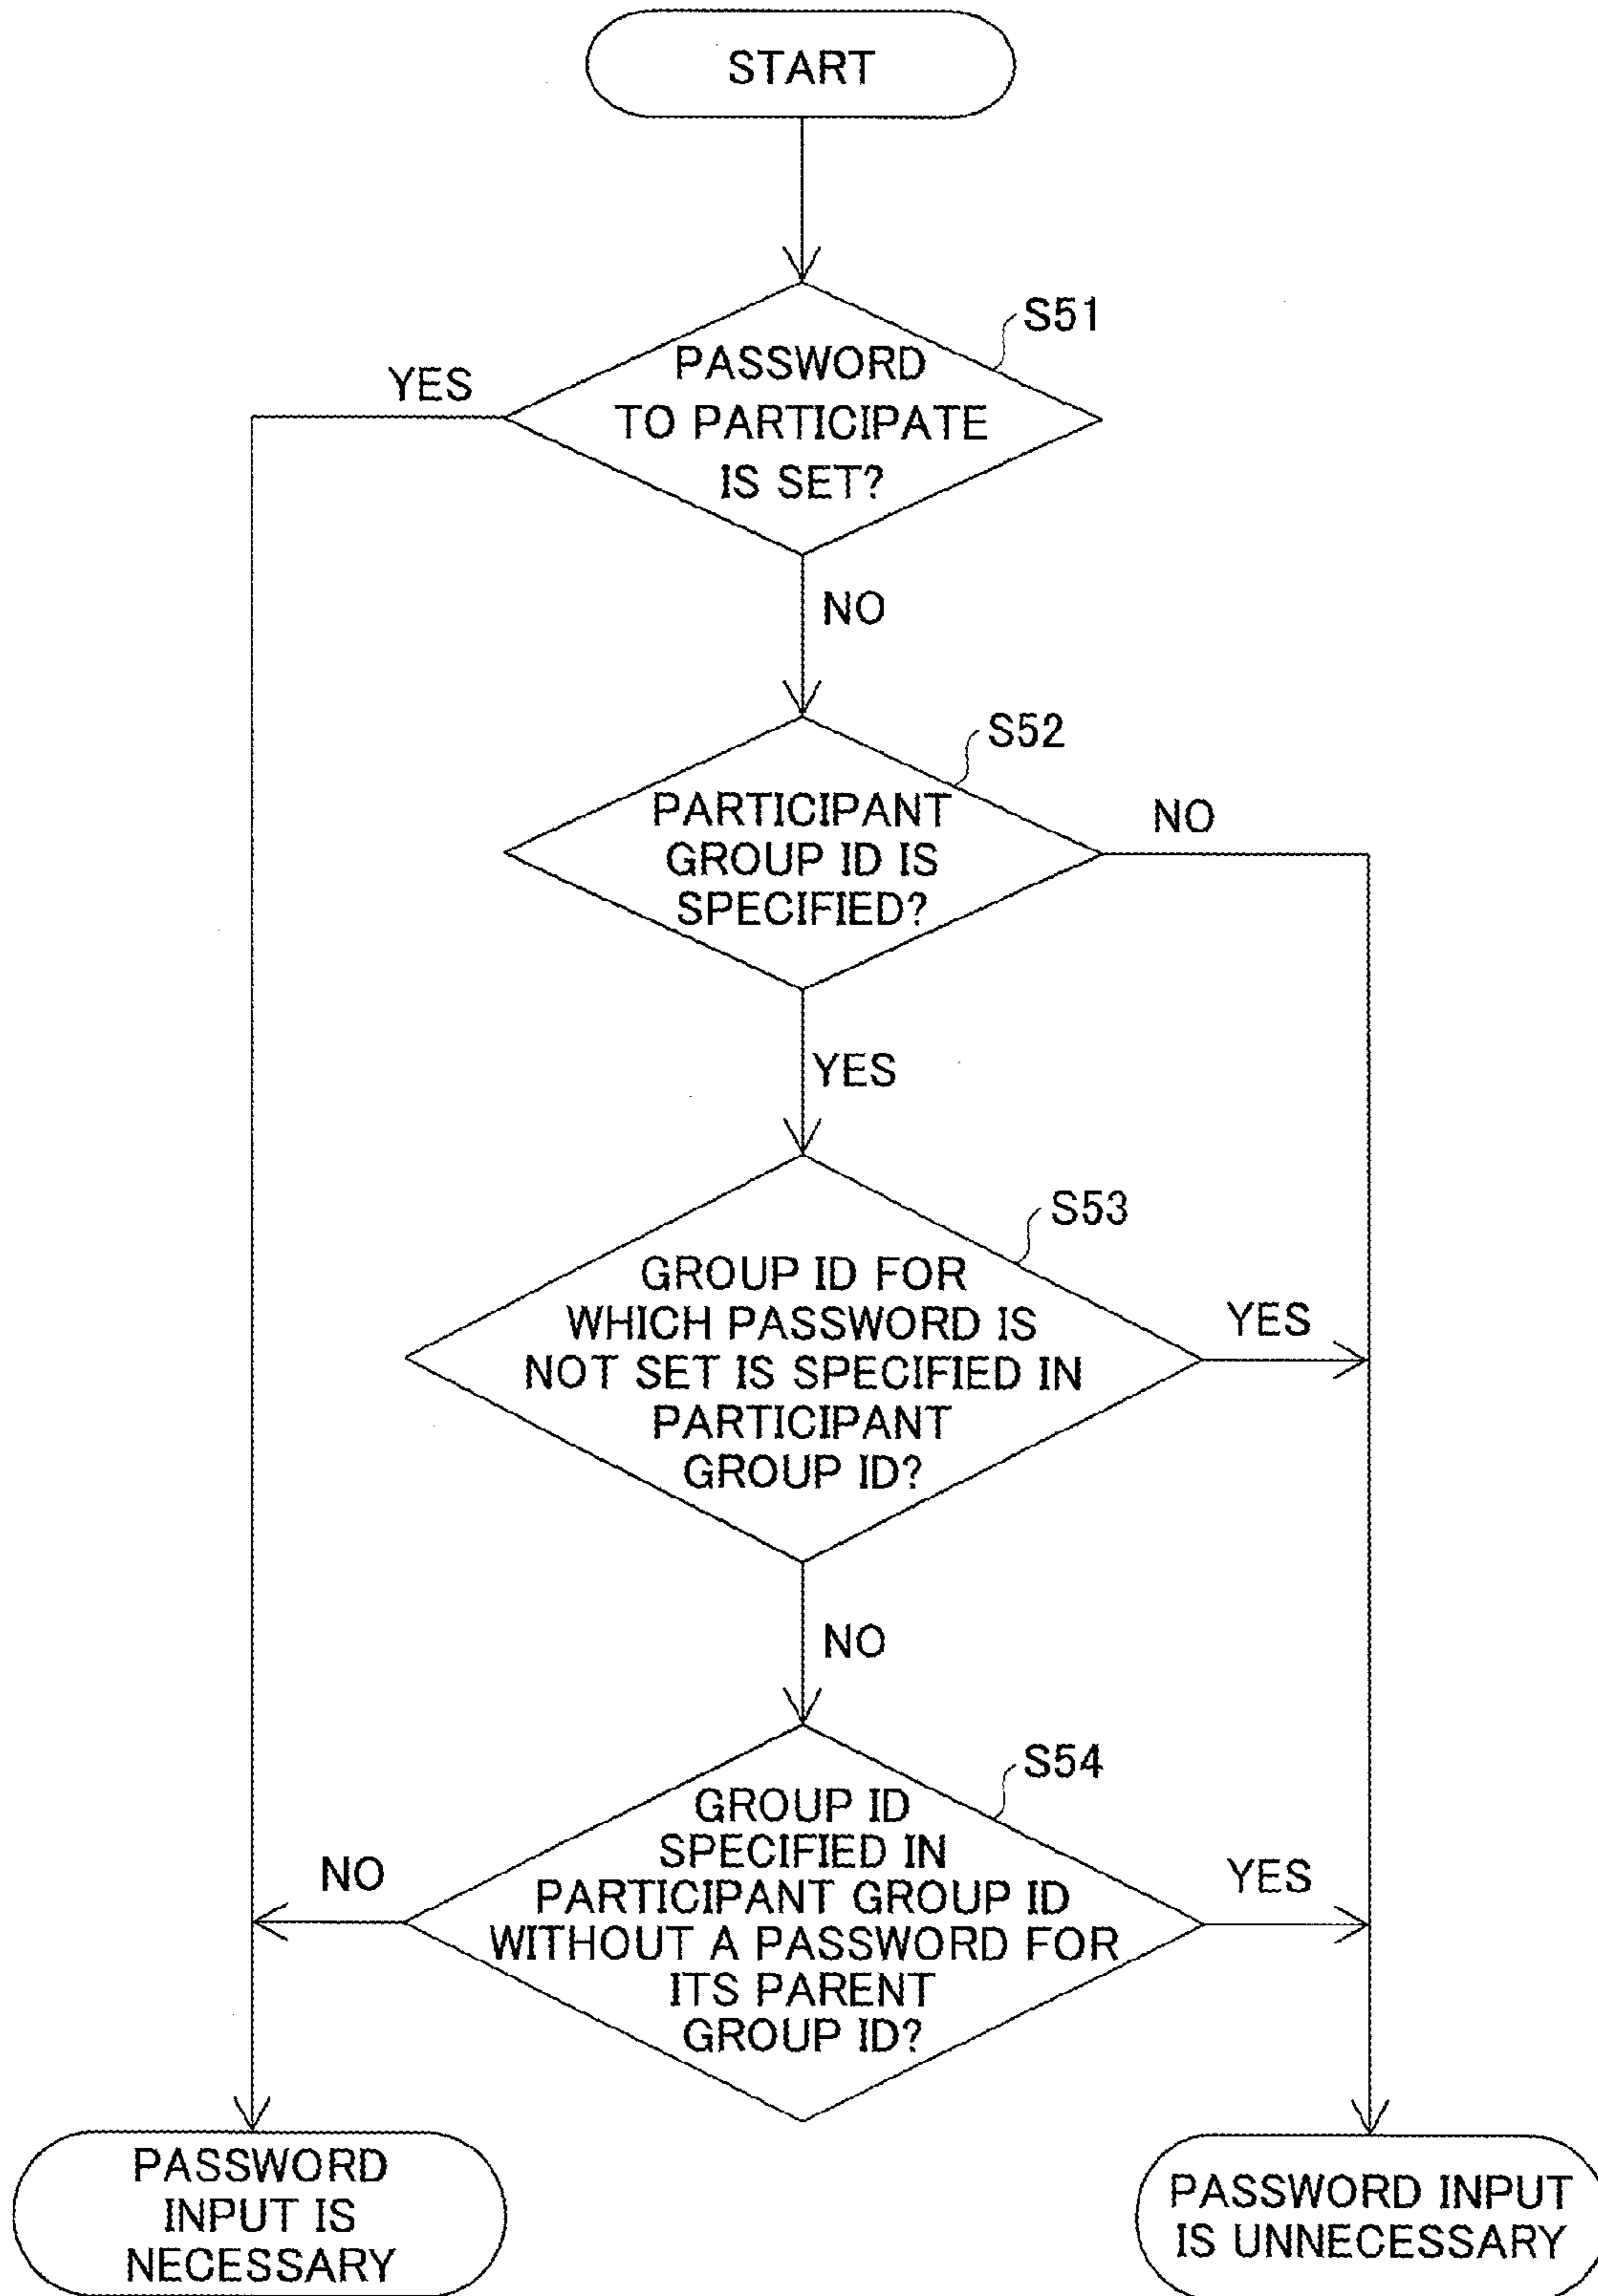 START
S51
PASSWORD
TO PARTICIPATE
IS SET?
YES
NO
S52
PARTICIPANT
GROUP ID IS
SPECIFIED?
NO
YES
S53
GROUP ID FOR
WHICH PASSWORD IS
NOT SET IS SPECIFIED IN
PARTICIPANT
GROUP ID?
YES
NO
S54
GROUP ID
SPECIFIED IN
PARTICIPANT GROUP ID
WITHOUT A PASSWORD FOR
ITS PARENT
GROUP ID?
NO
YES
PASSWORD
INPUT IS
NECESSARY
PASSWORD INPUT
IS UNNECESSARY